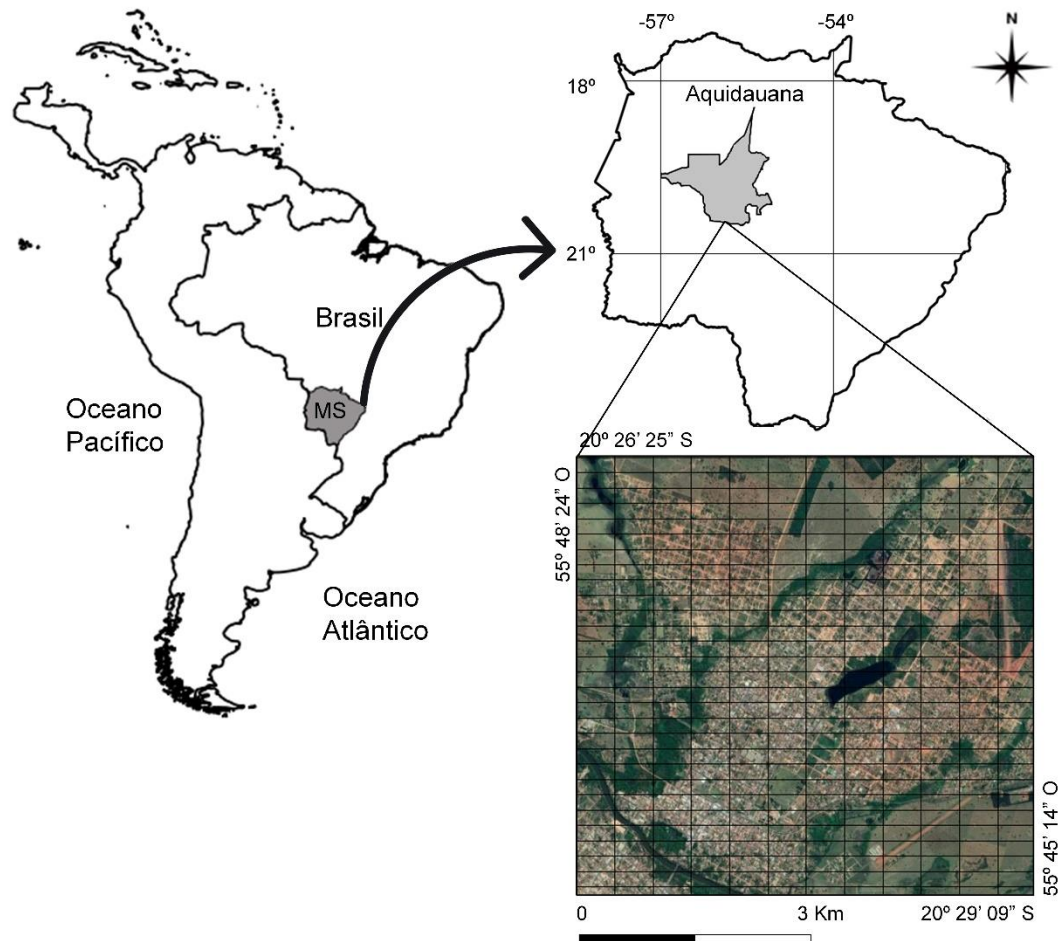 -57º
-54º
N
18º
Aquidauana
21º
Brasil
MS
Oceano
Pacífico
Oceano
Atlântico
20º 26’ 25” S
55º 48’ 24” O
55º 45’ 14” O
0
3 Km
20º 29’ 09” S